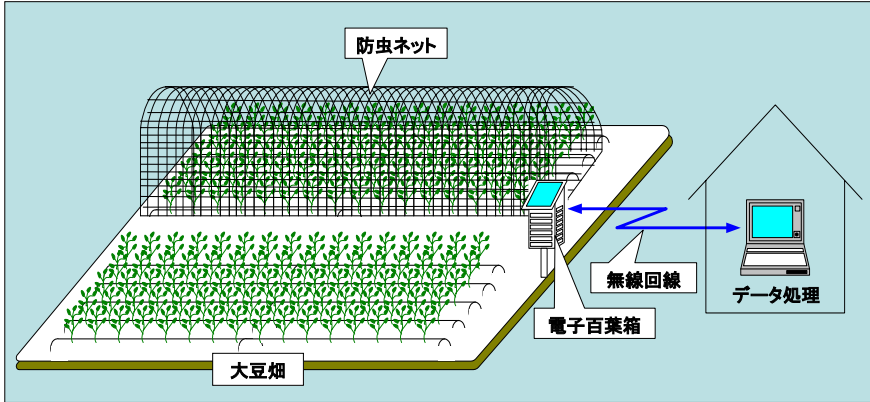 防虫ネット
無線回線
データ処理
電子百葉箱
大豆畑